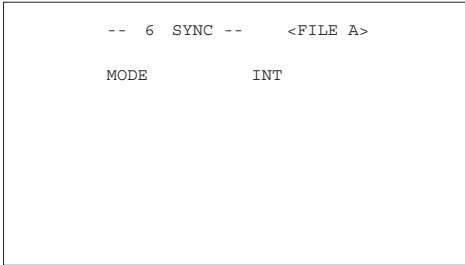 -- 6 SYNC -- <FILE A>
MODE INT